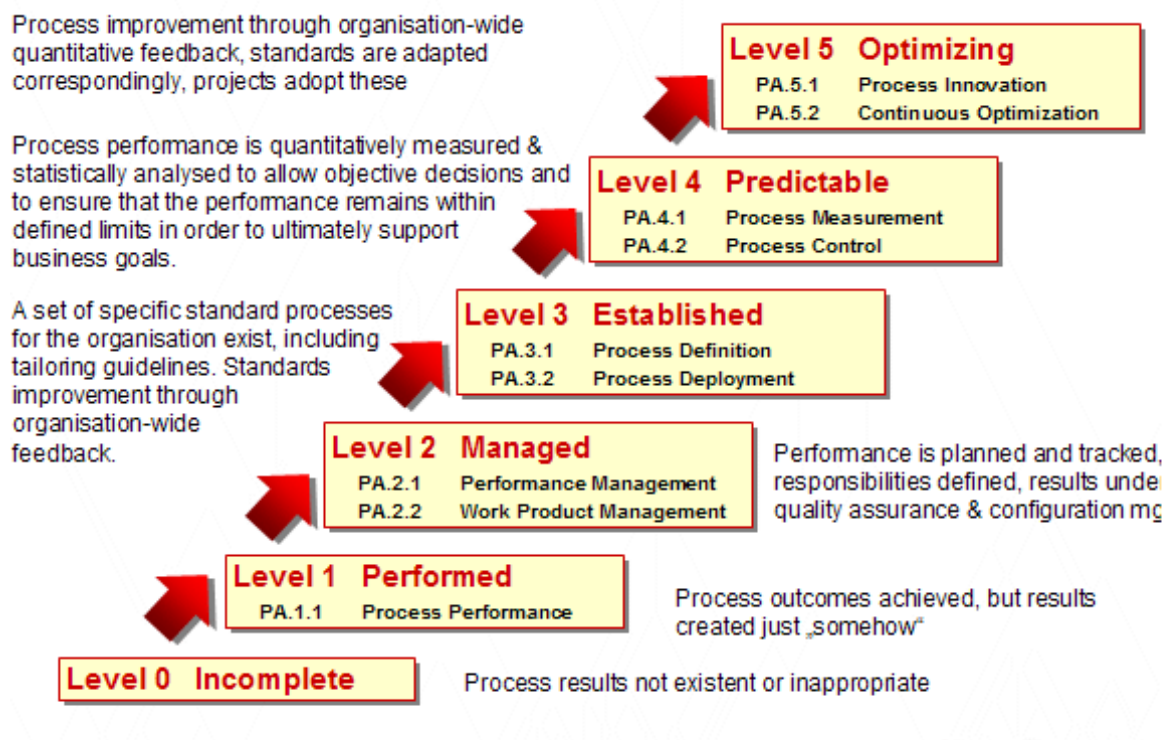 Process improvement through organisation-wide
quantitative feedback, standards are adapted
correspondingly, projects adopt these
Level 5 Optimizing
PA.5.1 Process Innovation
PA.5.2 Continuous Optimization
Process performance is quantitatively measured &
statistically analysed to allow objective decisions and
to ensure that the performance remains within
defined limits in order to ultimately support
business goals.
Level 4 Predictable
PA.4.1 Process Measurement
PA.4.2 Process Control
A set of specific standard processes
for the organisation exist, including
tailoring guidelines. Standards
improvement through
organisation-wide
feedback.
Level 3 Established
PA.3.1 Process Definition
PA.3.2 Process Deployment
Level 2 Managed
PA.2.1 Performance Management
PA.2.2 Work Product Management
Performance is planned and tracked,
responsibilities defined, results under
quality assurance & configuration mg
Level 1 Performed
PA.1.1 Process Performance
Process outcomes achieved, but results
created just „somehow“
Level 0 Incomplete
Process results not existent or inappropriate